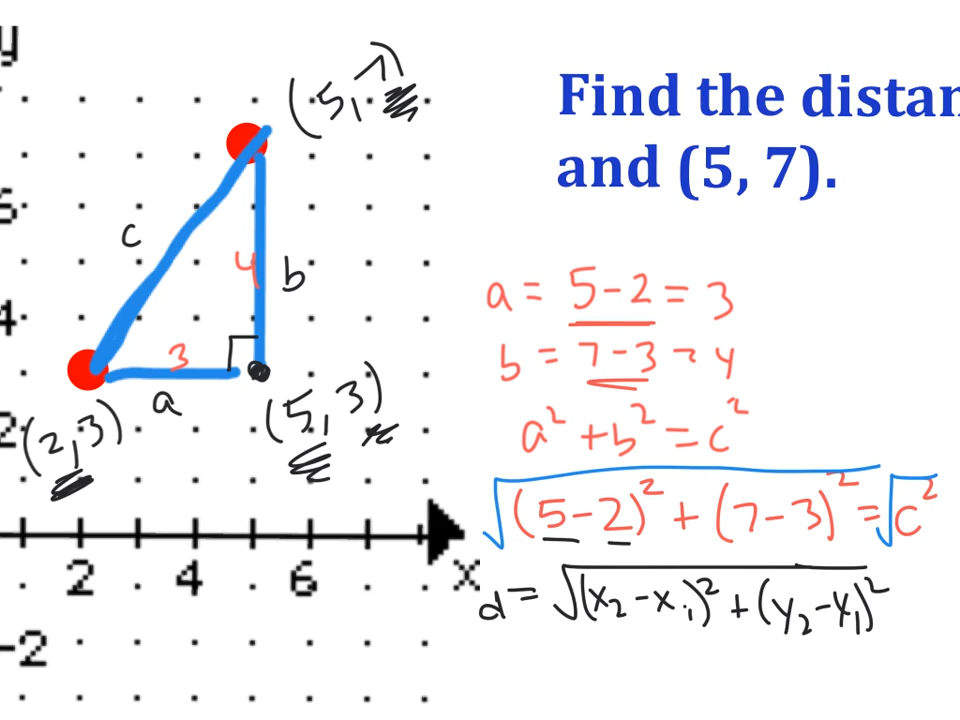 y
(5, 7)
Find the distan
and (5, 7).
6
c
4
b
a = 5-2 = 3
b = 7-3 = 4
4
3
a
(5, 3)
2
(2,3)
a² + b² = c²
√(5-2)² + (7-3)² = √c²
2 4 6 x
d = √(x₂-x₁)² + (y₂-y₁)²
-2